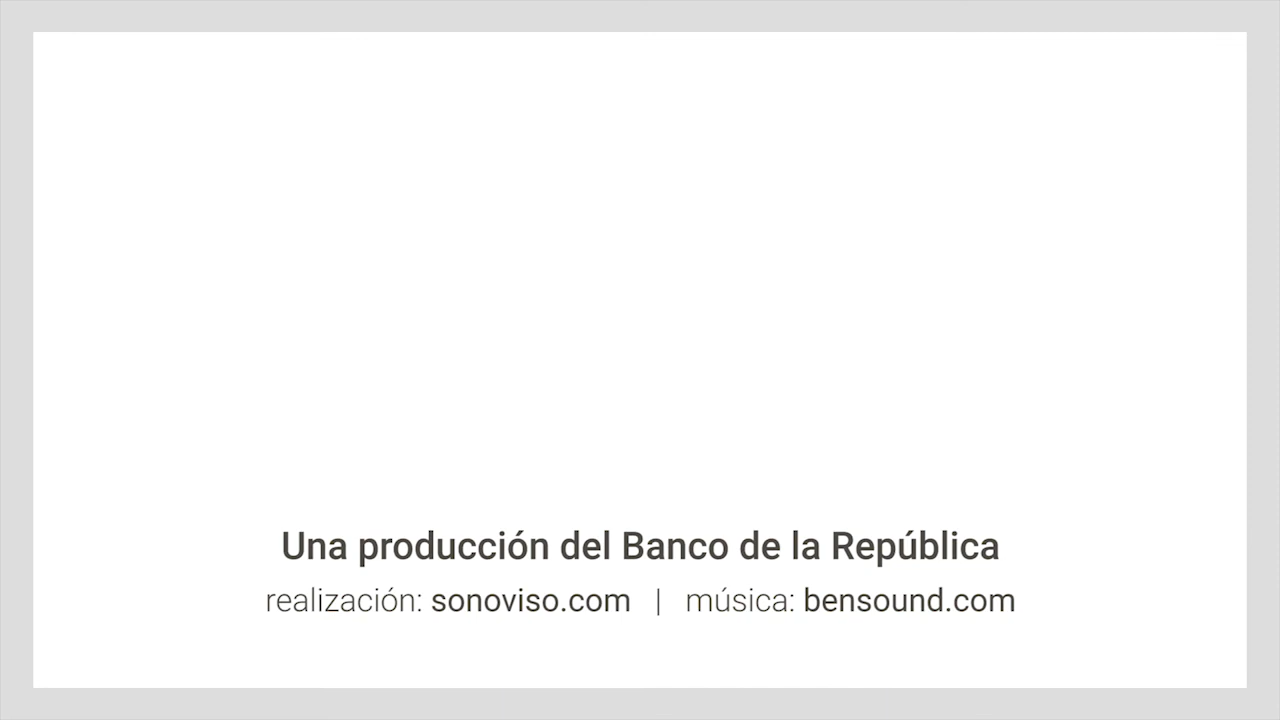 Una producción del Banco de la República
realización: sonoviso.com | música: bensound.com